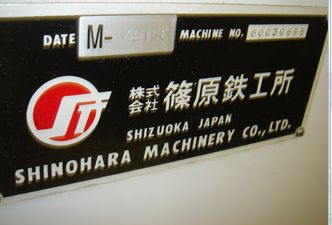 DATE M- MACHINE NO.
株式会社 篠原鉄工所
SHIZUOKA JAPAN
SHINOHARA MACHINERY CO., LTD.